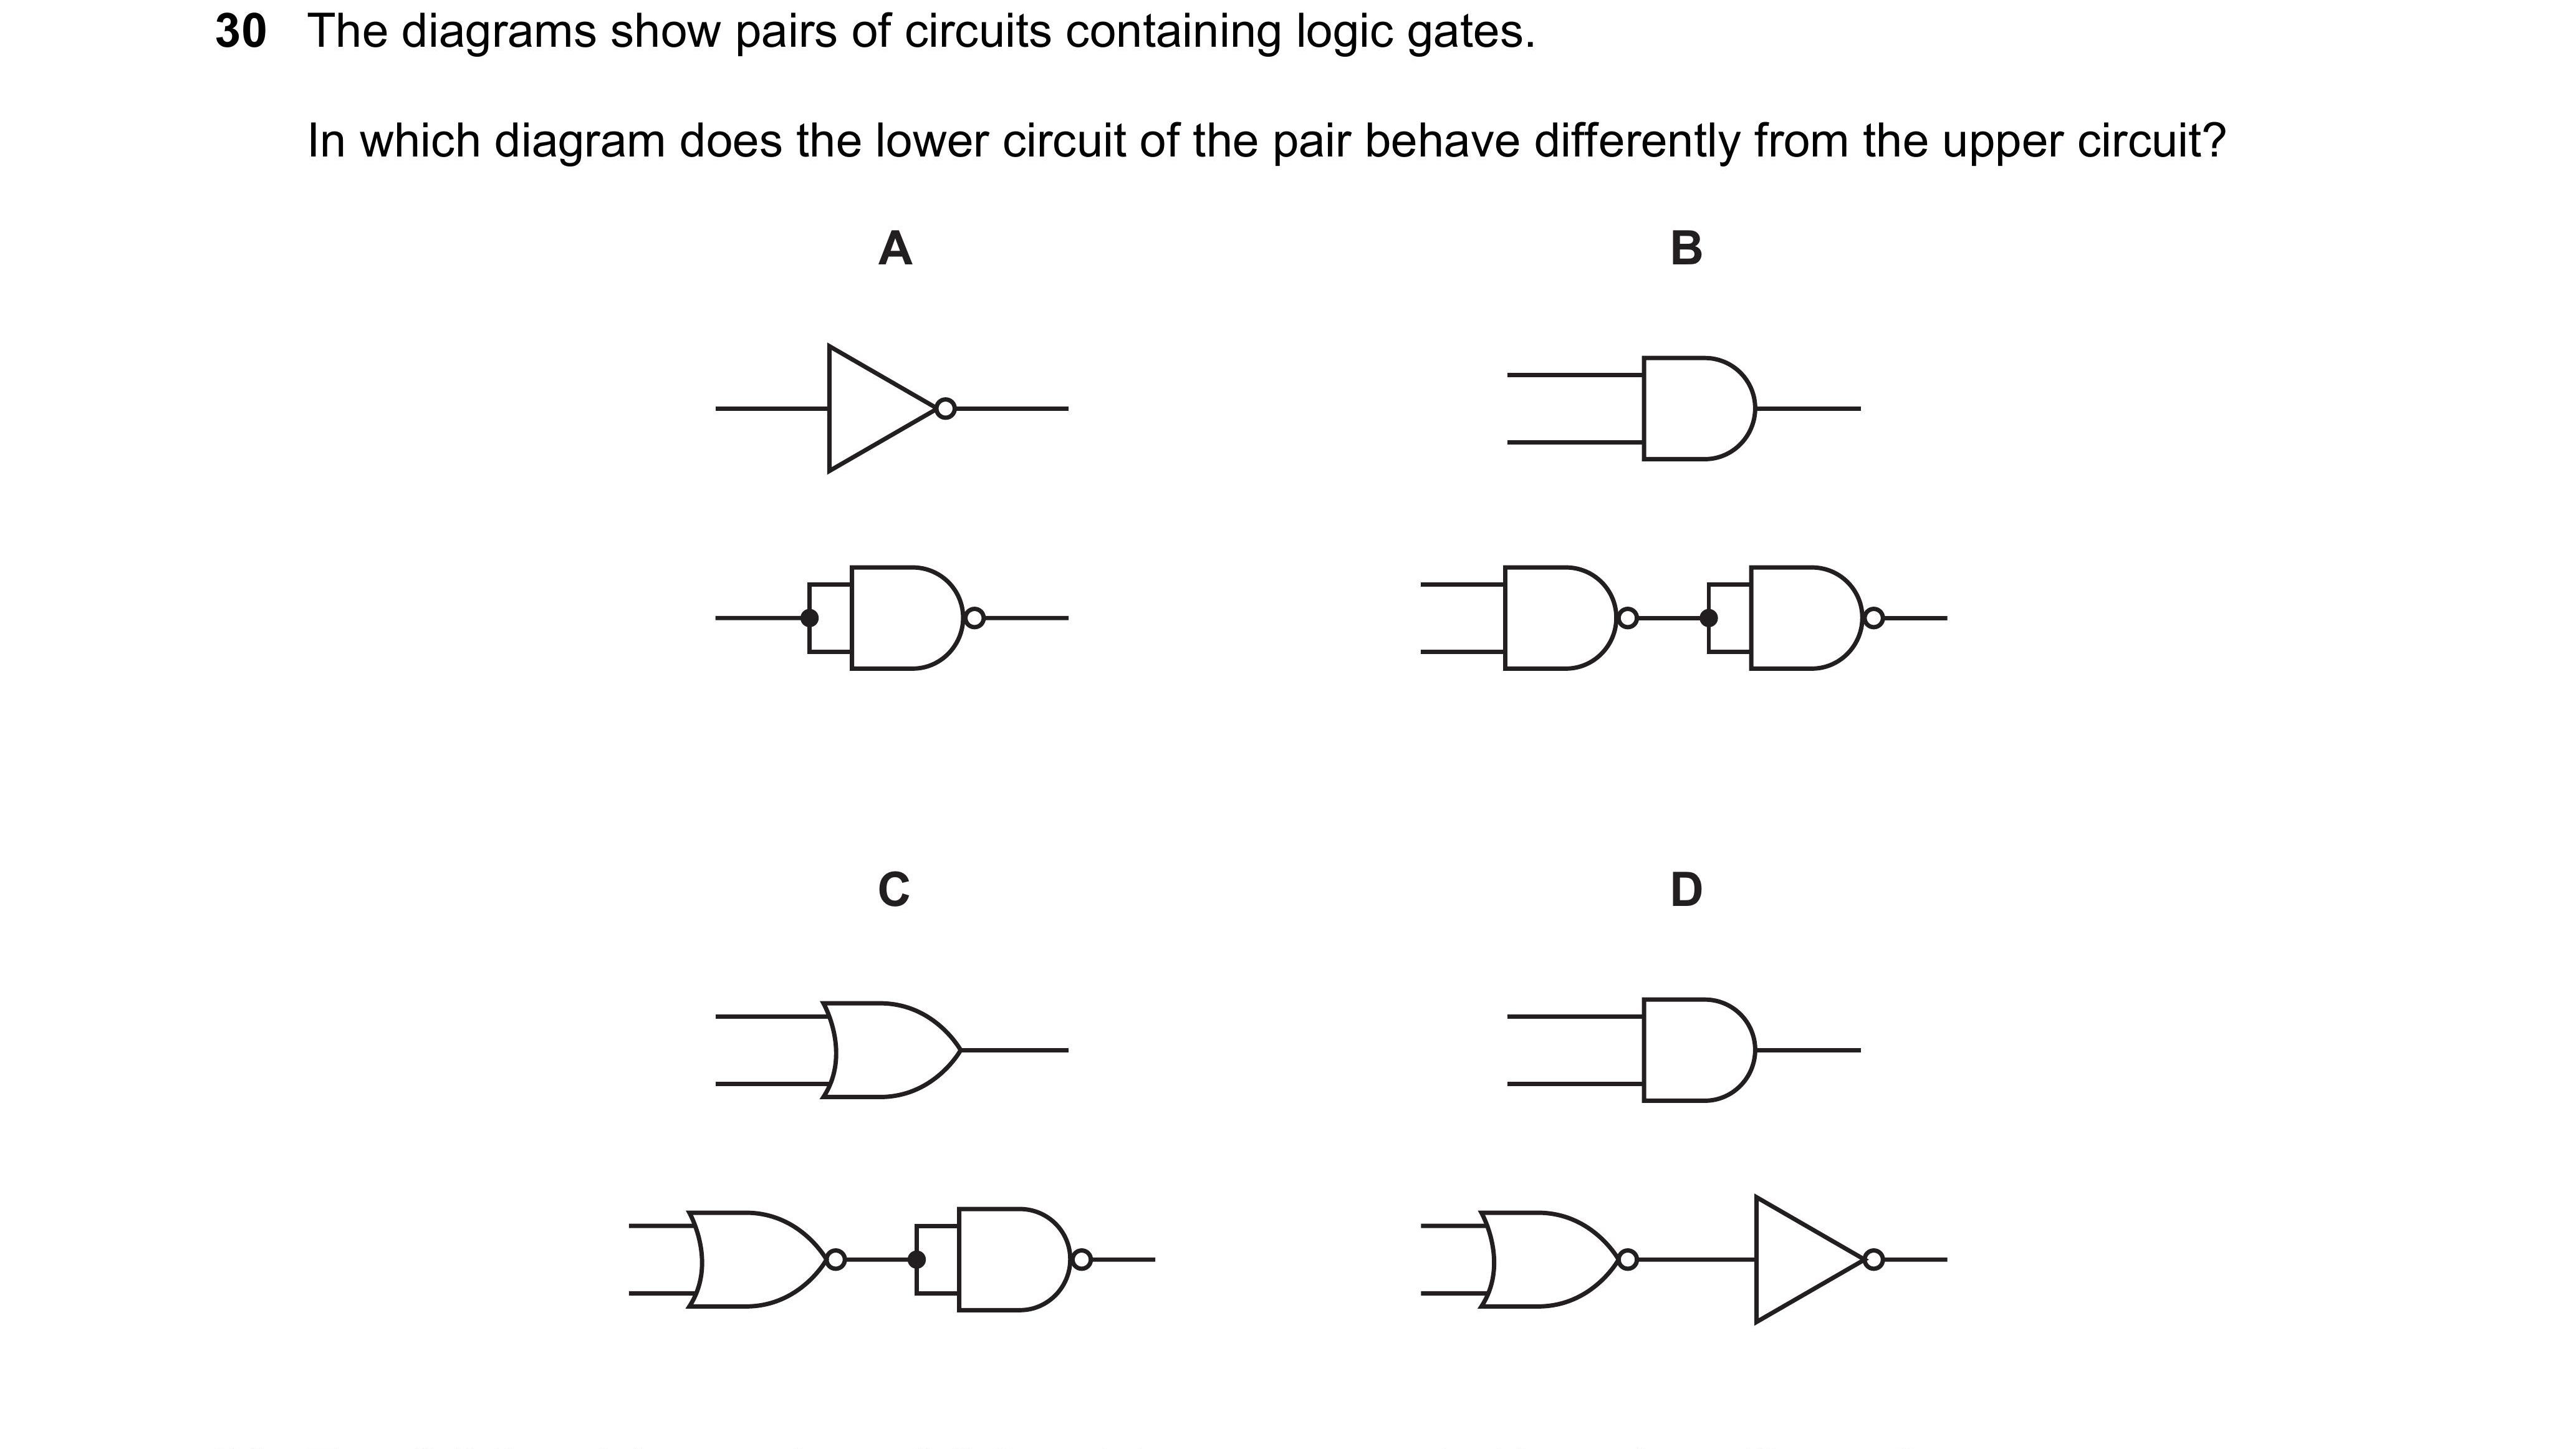 30 The diagrams show pairs of circuits containing logic gates.
In which diagram does the lower circuit of the pair behave differently from the upper circuit?
A
B
C
D